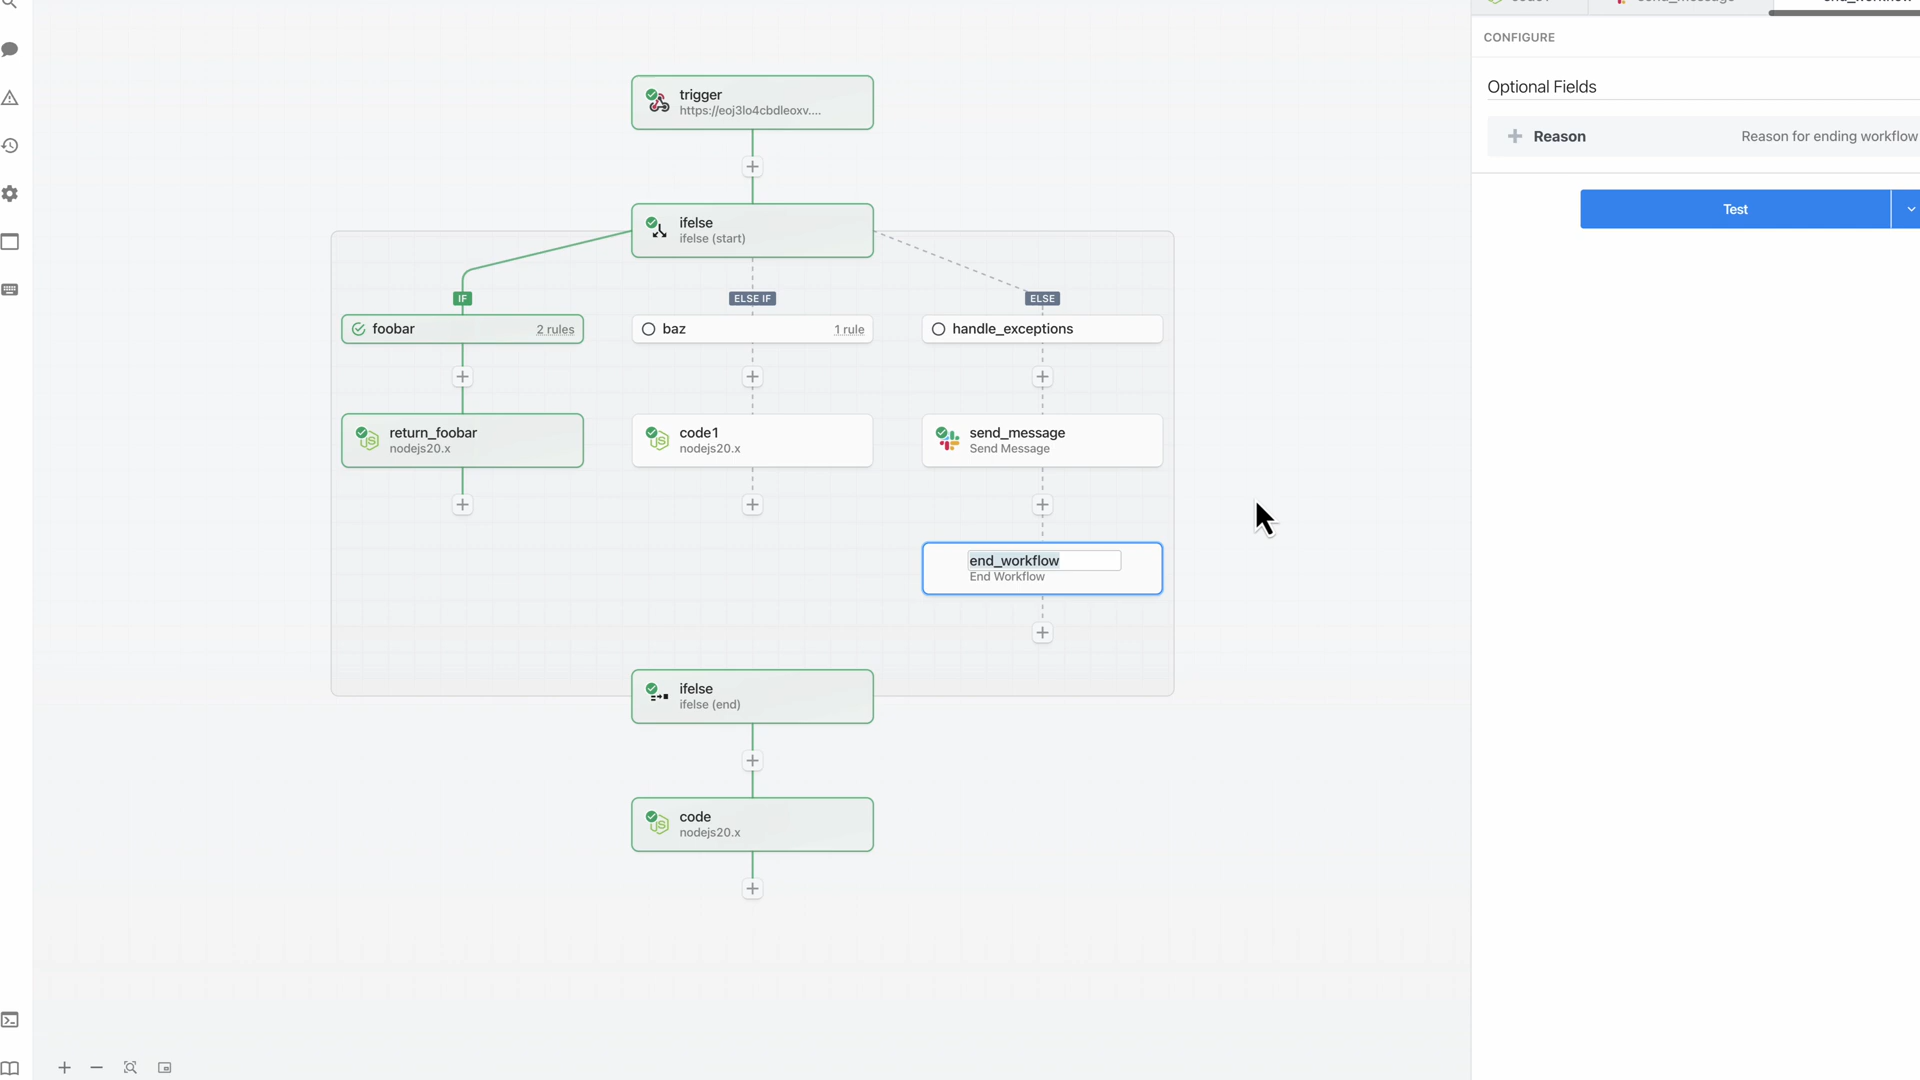 CONFIGURE
Optional Fields
Reason
Reason for ending workflow
Test
trigger
https://eoj3lo4cbdleoxv....
ifelse
ifelse (start)
IF
ELSE IF
ELSE
foobar
2 rules
baz
1 rule
handle_exceptions
return_foobar
nodejs20.x
code1
nodejs20.x
send_message
Send Message
end_workflow
End Workflow
ifelse
ifelse (end)
code
nodejs20.x